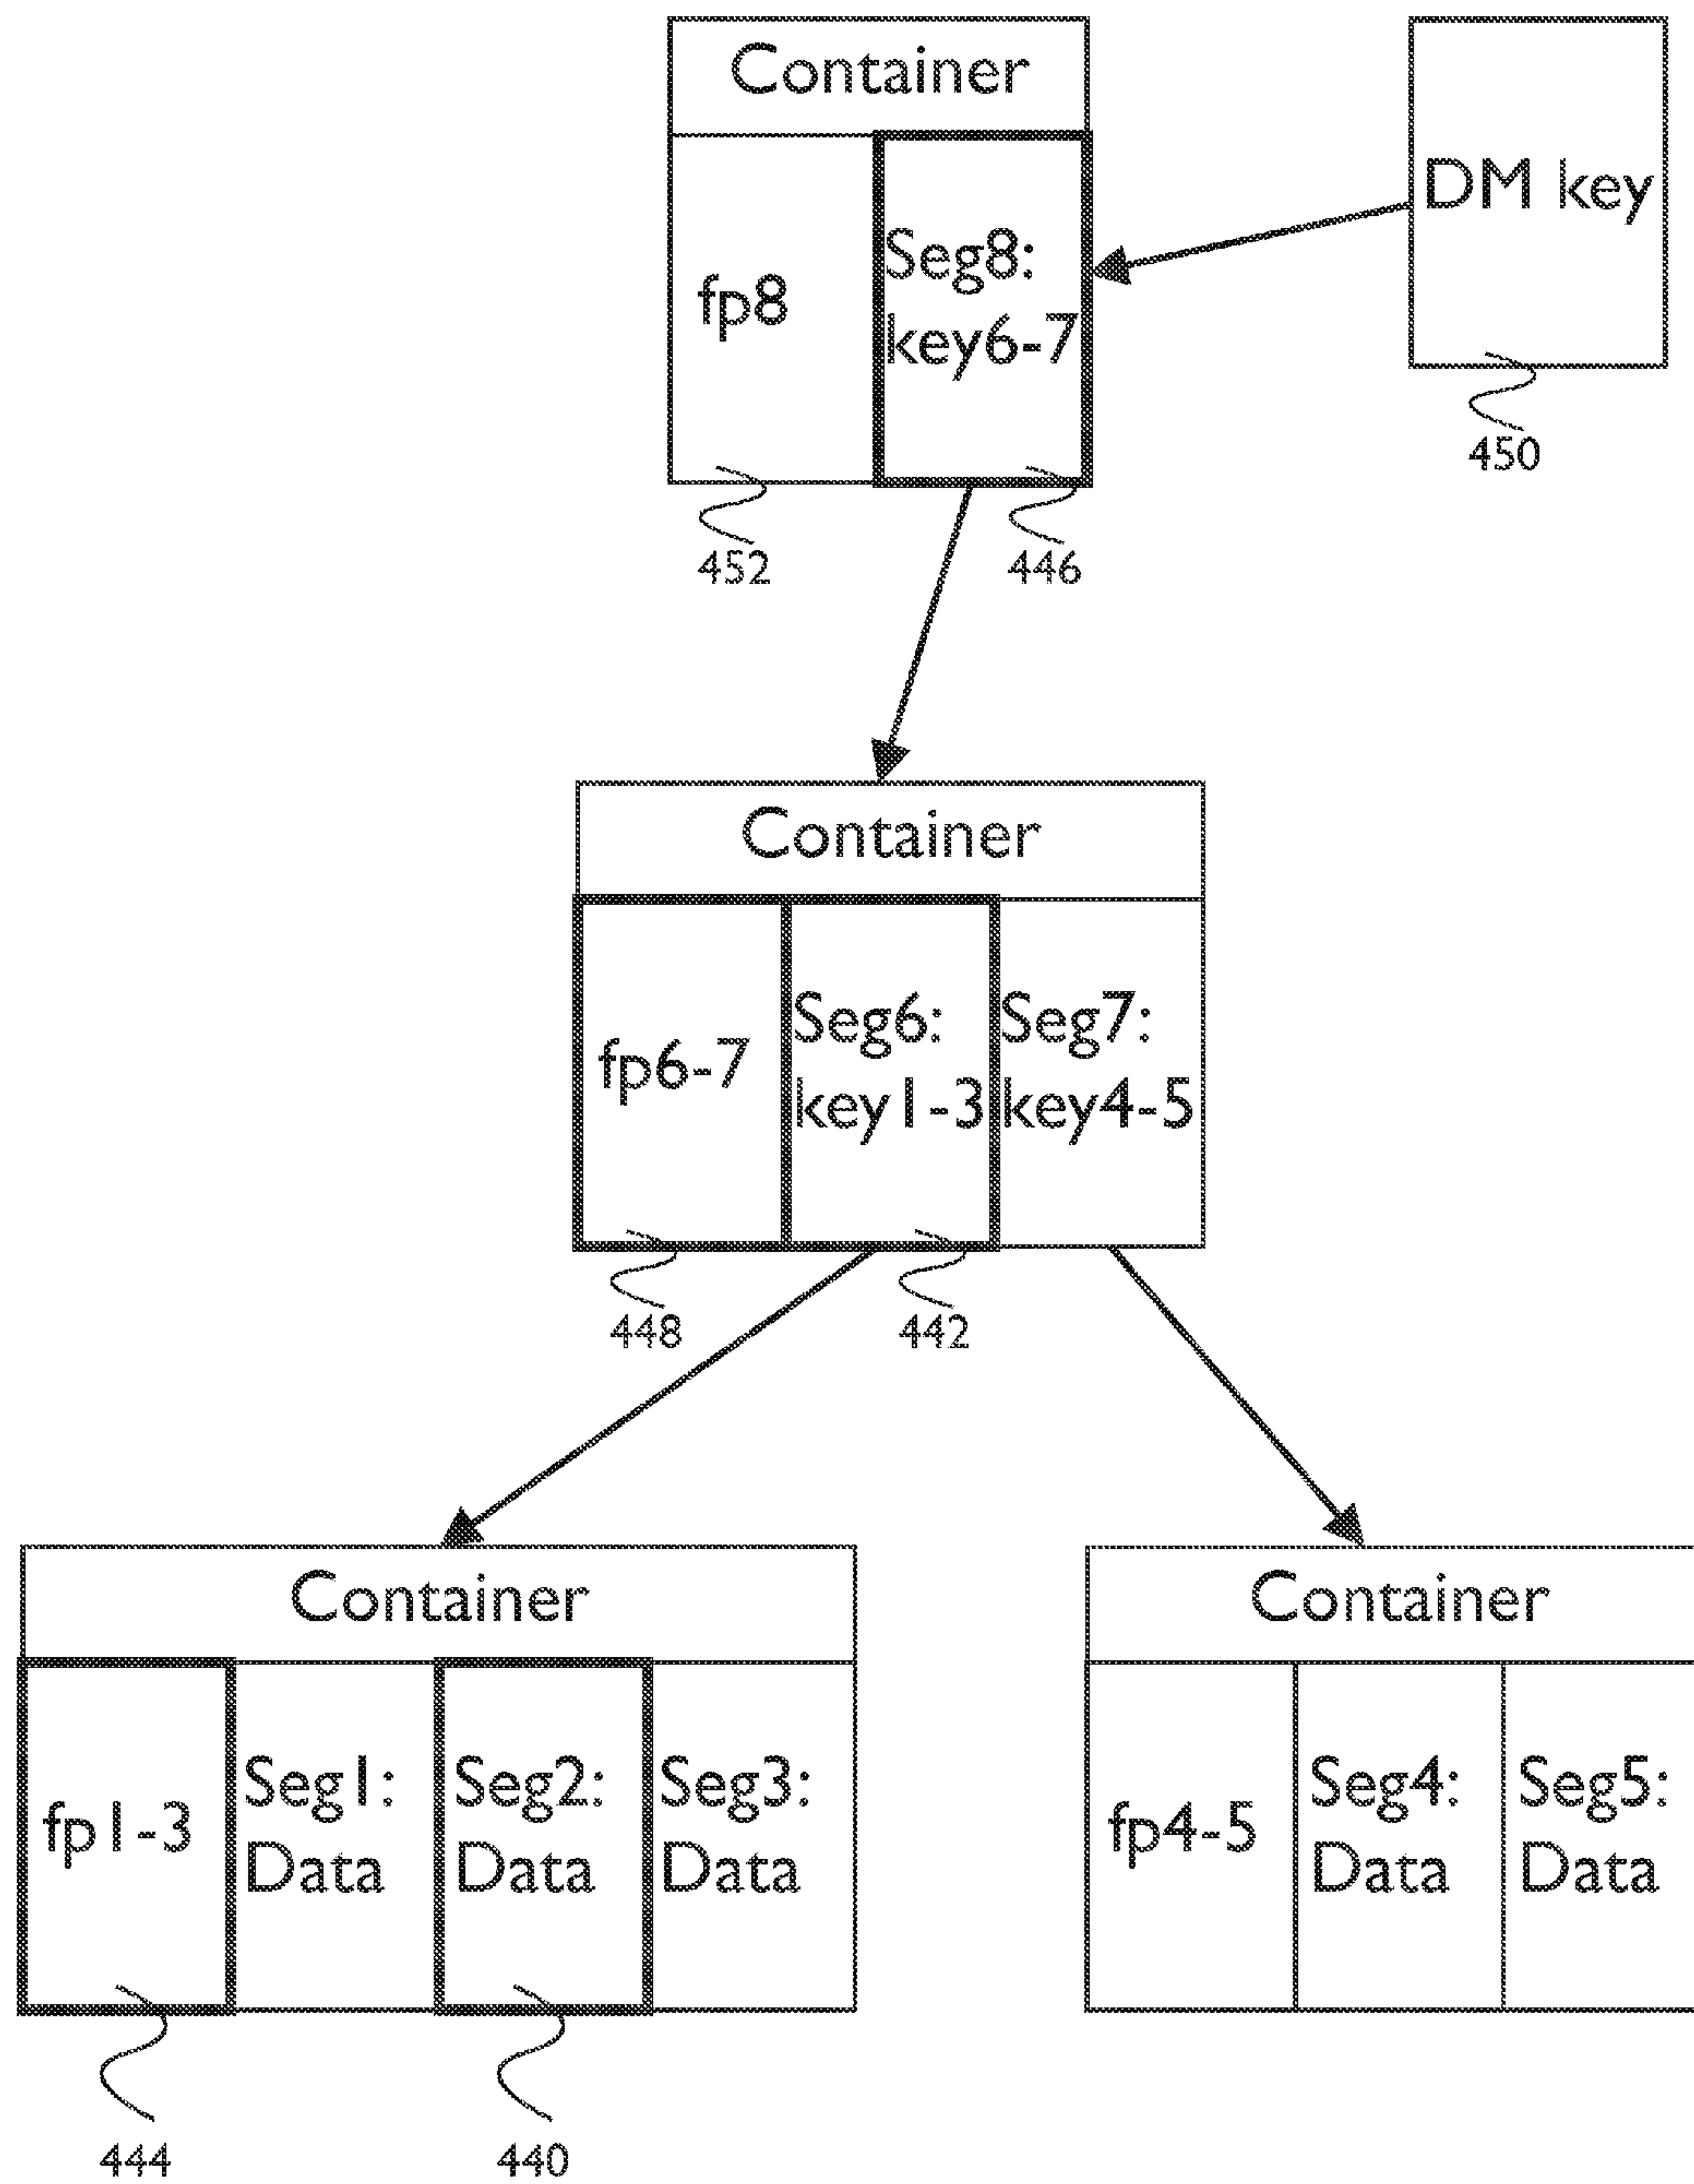 Container
DM key
fp8
Seg8:
key6-7
450
452
446
Container
fp6-7
Seg6:
key1-3
Seg7:
key4-5
448
442
Container
fp1-3
Seg1:
Data
Seg2:
Data
Seg3:
Data
Container
fp4-5
Seg4:
Data
Seg5:
Data
444
440